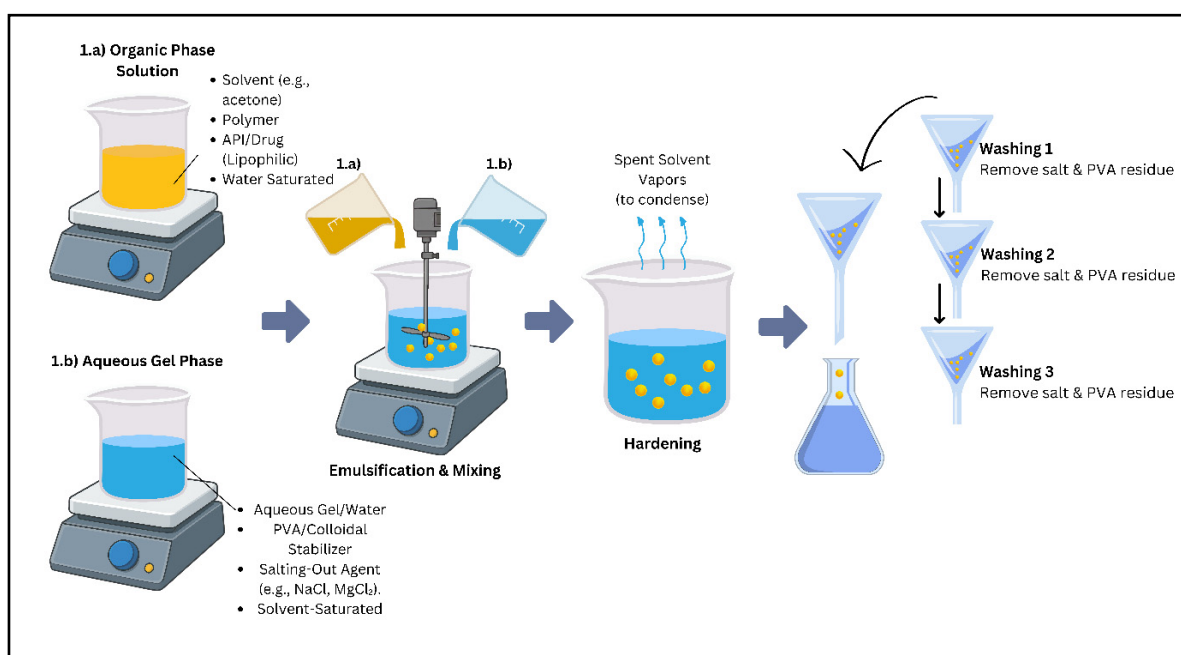 1.a) Organic Phase
Solution
• Solvent (e.g.,
acetone)
• Polymer
• API/Drug
(Lipophilic)
• Water Saturated
1.b) Aqueous Gel Phase
• Aqueous Gel/Water
• PVA/Colloidal
Stabilizer
• Salting-Out Agent
(e.g., NaCl, MgCl₂).
• Solvent-Saturated
1.a)
1.b)
Emulsification & Mixing
Spent Solvent
Vapors
(to condense)
Hardening
Washing 1
Remove salt & PVA residue
Washing 2
Remove salt & PVA residue
Washing 3
Remove salt & PVA residue